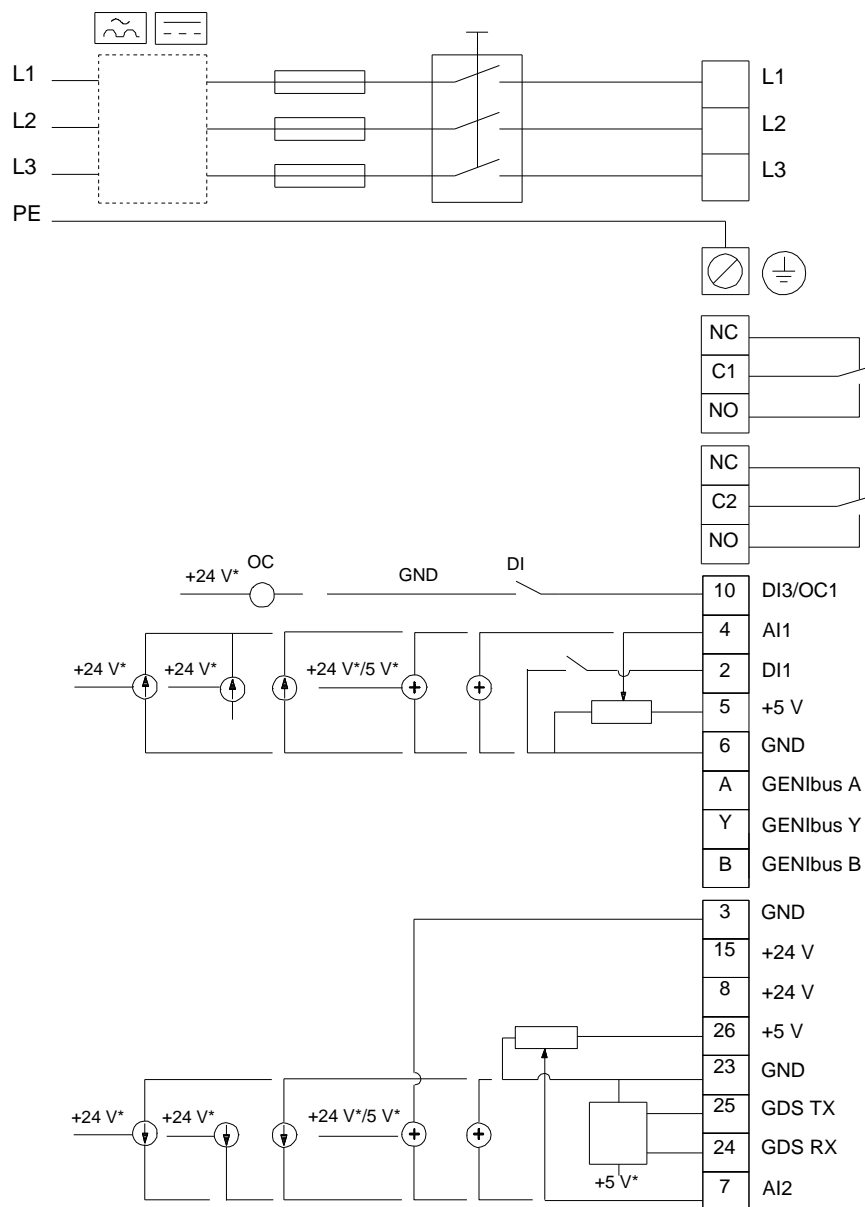 L1 L1
L2 L2
L3 L3
PE
NC
C1
NO
NC
C2
NO
+24 V* OC GND DI 10 DI3/OC1
4 AI1
+24 V* +24 V* +24 V*/5 V* + + 2 DI1
5 +5 V
6 GND
A GENIbus A
Y GENIbus Y
B GENIbus B
3 GND
15 +24 V
8 +24 V
26 +5 V
23 GND
25 GDS TX
+24 V* +24 V* +24 V*/5 V* + + 24 GDS RX
+5 V*
7 AI2